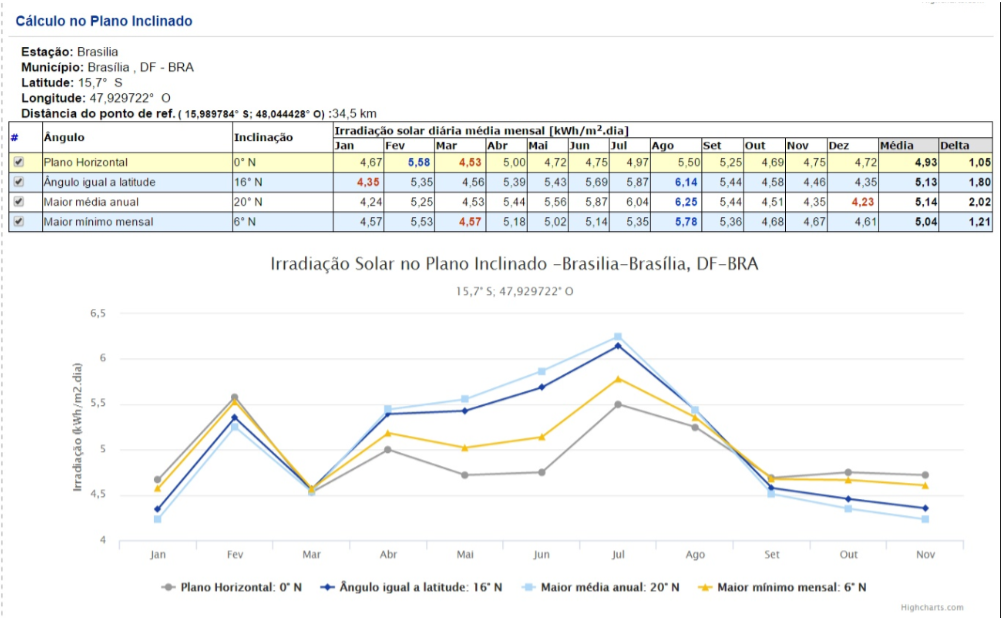 Cálculo no Plano Inclinado
Estação: Brasilia
Município: Brasília , DF - BRA
Latitude: 15,7° S
Longitude: 47,929722° O
Distância do ponto de ref. ( 15,989784° S; 48,044428° O) :34,5 km
# Ângulo Inclinação Irradiação solar diária média mensal [kWh/m².dia]
Jan Fev Mar Abr Mai Jun Jul Ago Set Out Nov Dez Média Delta
Plano Horizontal 0° N 4,67 5,58 4,53 5,00 4,72 4,75 4,97 5,50 5,25 4,69 4,75 4,72 4,93 1,05
Ângulo igual a latitude 16° N 4,35 5,35 4,56 5,39 5,43 5,69 5,87 6,14 5,44 4,58 4,46 4,35 5,13 1,80
Maior média anual 20° N 4,24 5,25 4,53 5,44 5,56 5,87 6,04 6,25 5,44 4,51 4,35 4,23 5,14 2,02
Maior mínimo mensal 6° N 4,57 5,53 4,57 5,18 5,02 5,14 5,35 5,78 5,36 4,68 4,67 4,61 5,04 1,21
Irradiação Solar no Plano Inclinado -Brasilia-Brasília, DF-BRA
15,7° S; 47,929722° O
Irradiação (kWh/m2.dia)
6,5
6
5,5
5
4,5
4
Jan Fev Mar Abr Mai Jun Jul Ago Set Out Nov
Plano Horizontal: 0° N Ângulo igual a latitude: 16° N Maior média anual: 20° N Maior mínimo mensal: 6° N
Highcharts.com